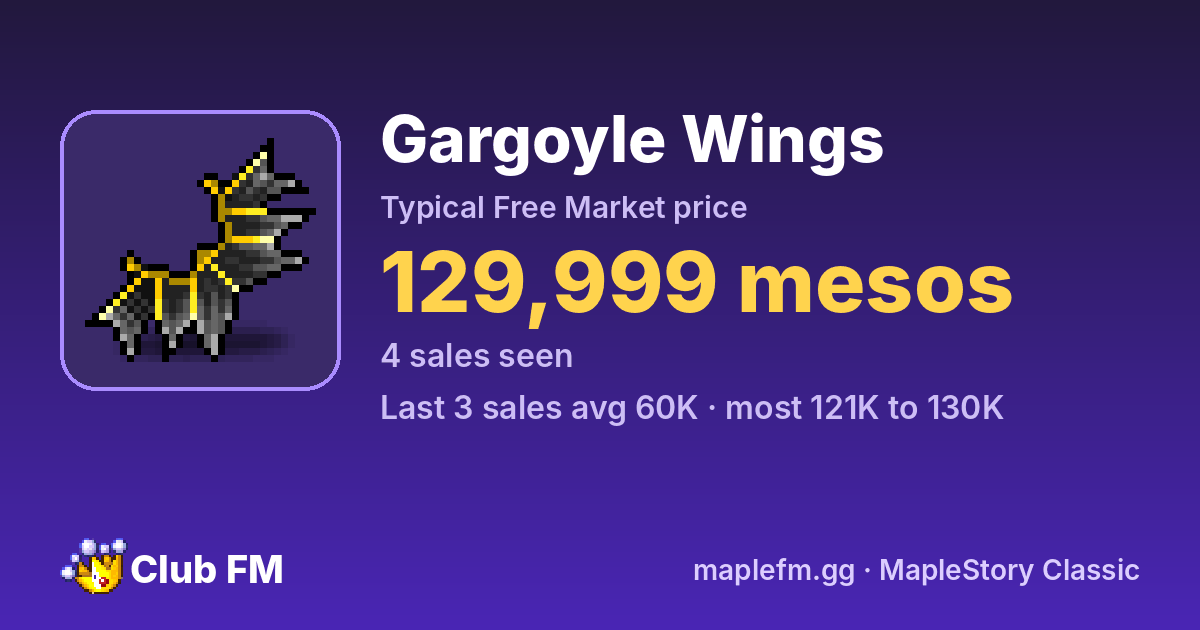 Gargoyle Wings
Typical Free Market price
129,999 mesos
4 sales seen
Last 3 sales avg 60K · most 121K to 130K
Club FM
maplefm.gg · MapleStory Classic